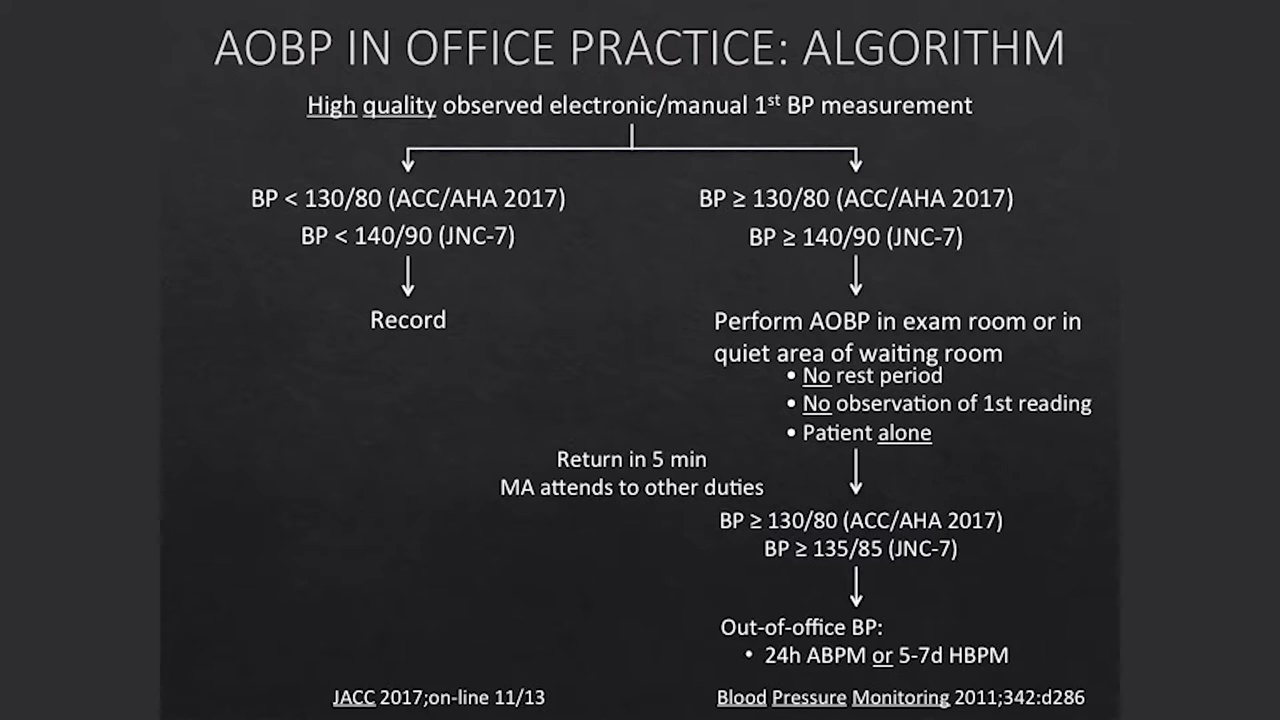 AOBP IN OFFICE PRACTICE: ALGORITHM
High quality observed electronic/manual 1st BP measurement
BP < 130/80 (ACC/AHA 2017)
BP < 140/90 (JNC-7)
Record
BP ≥ 130/80 (ACC/AHA 2017)
BP ≥ 140/90 (JNC-7)
Perform AOBP in exam room or in
quiet area of waiting room
• No rest period
• No observation of 1st reading
• Patient alone
Return in 5 min
MA attends to other duties
BP ≥ 130/80 (ACC/AHA 2017)
BP ≥ 135/85 (JNC-7)
Out-of-office BP:
• 24h ABPM or 5-7d HBPM
JACC 2017;on-line 11/13
Blood Pressure Monitoring 2011;342:d286